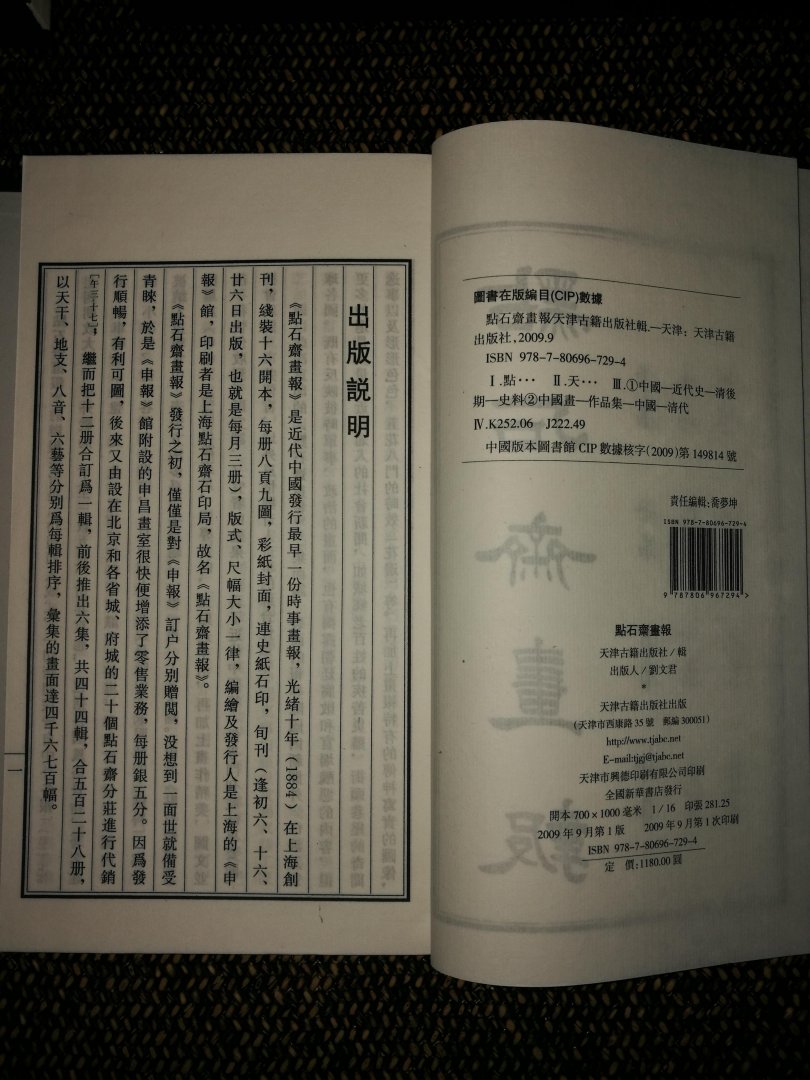 圖書在版編目(CIP)數據
點石齋畫報/天津古籍出版社輯.—天津：天津古籍
出版社,2009.9
ISBN 978-7-80696-729-4
Ⅰ.點… Ⅱ.天… Ⅲ.①中國—近代史—清後
期—史料②中國畫—作品集—中國—清代
Ⅳ.K252.06 J222.49
中國版本圖書館CIP數據核字(2009)第149814號
責任編輯:喬夢坤
ISBN 978-7-80696-729-4
9 787806 967294>
點石齋畫報
天津古籍出版社/輯
出版人/劉文君
*
天津古籍出版社出版
(天津市西康路35號 郵編300051)
http://www.tjabc.net
E-mail:tjgj@tjabc.net
天津市興德印刷有限公司印刷
全國新華書店發行
開本700×1000毫米 1/16 印張281.25
2009年9月第1版 2009年9月第1次印刷
ISBN 978-7-80696-729-4
定 價:1180.00圓
出版説明
《點石齋畫報》是近代中國發行最早一份時事畫報，光緒十年(1884)在上海創
刊，綫裝十六開本，每册八頁九圖，彩紙封面，連史紙石印，旬刊（逢初六、十六、
廿六日出版，也就是每月三册），版式、尺幅大小一律，編繪及發行人是上海的《申
報》館，印刷者是上海點石齋石印局，故名《點石齋畫報》。
《點石齋畫報》發行之初，僅僅是對《申報》訂户分别贈閲，没想到一面世就備受
青睞，於是《申報》館附設的申昌畫室很快便增添了零售業務，每册銀五分。因爲發
行順暢，有利可圖，後來又由設在北京和各省城、府城的二十個點石齋分莊進行代銷
[午三·十七]；繼而把十二册合訂爲一輯，前後推出六集，共四十四輯，合五百二十八册，
以天干、地支、八音、六藝等分别爲每輯排序，彙集的畫面達四千六七百幅。
一
齋
畫
報